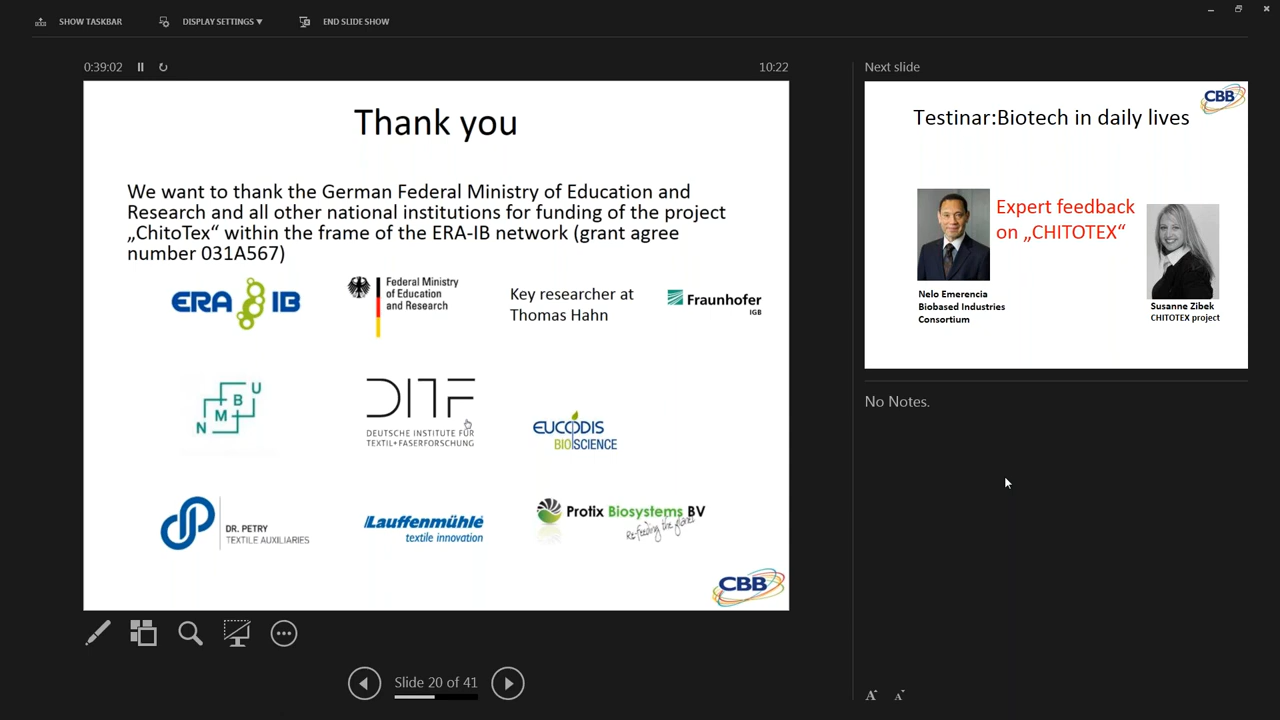 SHOW TASKBAR
DISPLAY SETTINGS ▼
END SLIDE SHOW
0:39:02
10:22
Next slide
Thank you
We want to thank the German Federal Ministry of Education and
Research and all other national institutions for funding of the project
„ChitoTex“ within the frame of the ERA-IB network (grant agree
number 031A567)
ERA IB
Federal Ministry
of Education
and Research
Key researcher at
Thomas Hahn
Fraunhofer
IGB
N M B U
DITF
DEUTSCHE INSTITUTE FÜR
TEXTIL+FASERFORSCHUNG
EUCODIS
BIOSCIENCE
DR. PETRY
TEXTILE AUXILIARIES
Lauffenmühle
textile innovation
Protix Biosystems BV
Re-feeding the planet
CBB
CBB
Testinar:Biotech in daily lives
Expert feedback
on „CHITOTEX“
Nelo Emerencia
Biobased Industries
Consortium
Susanne Zibek
CHITOTEX project
No Notes.
Slide 20 of 41
A
A